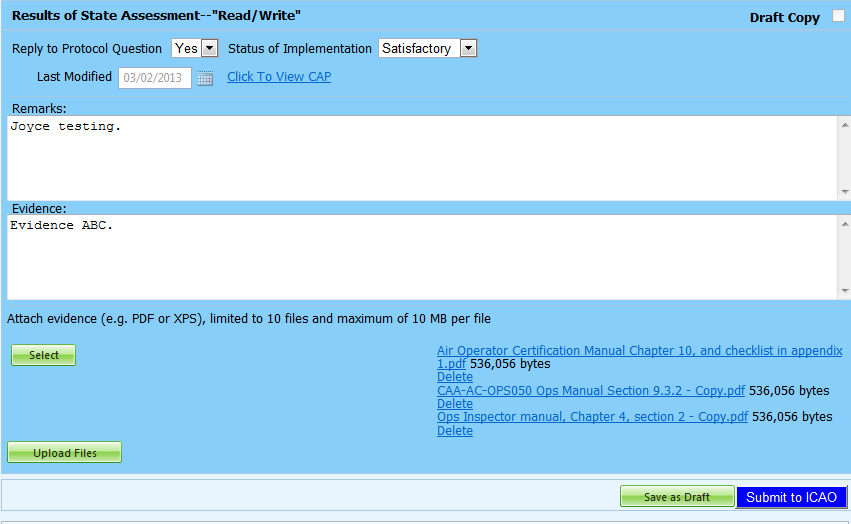 Results of State Assessment--"Read/Write" Draft Copy
Reply to Protocol Question Yes Status of Implementation Satisfactory
Last Modified 03/02/2013 Click To View CAP
Remarks:
Joyce testing.
Evidence:
Evidence ABC.
Attach evidence (e.g. PDF or XPS), limited to 10 files and maximum of 10 MB per file
Select
Air Operator Certification Manual Chapter 10, and checklist in appendix
1.pdf 536,056 bytes
Delete
CAA-AC-OPS050 Ops Manual Section 9.3.2 - Copy.pdf 536,056 bytes
Delete
Ops Inspector manual, Chapter 4, section 2 - Copy.pdf 536,056 bytes
Delete
Upload Files
Save as Draft Submit to ICAO